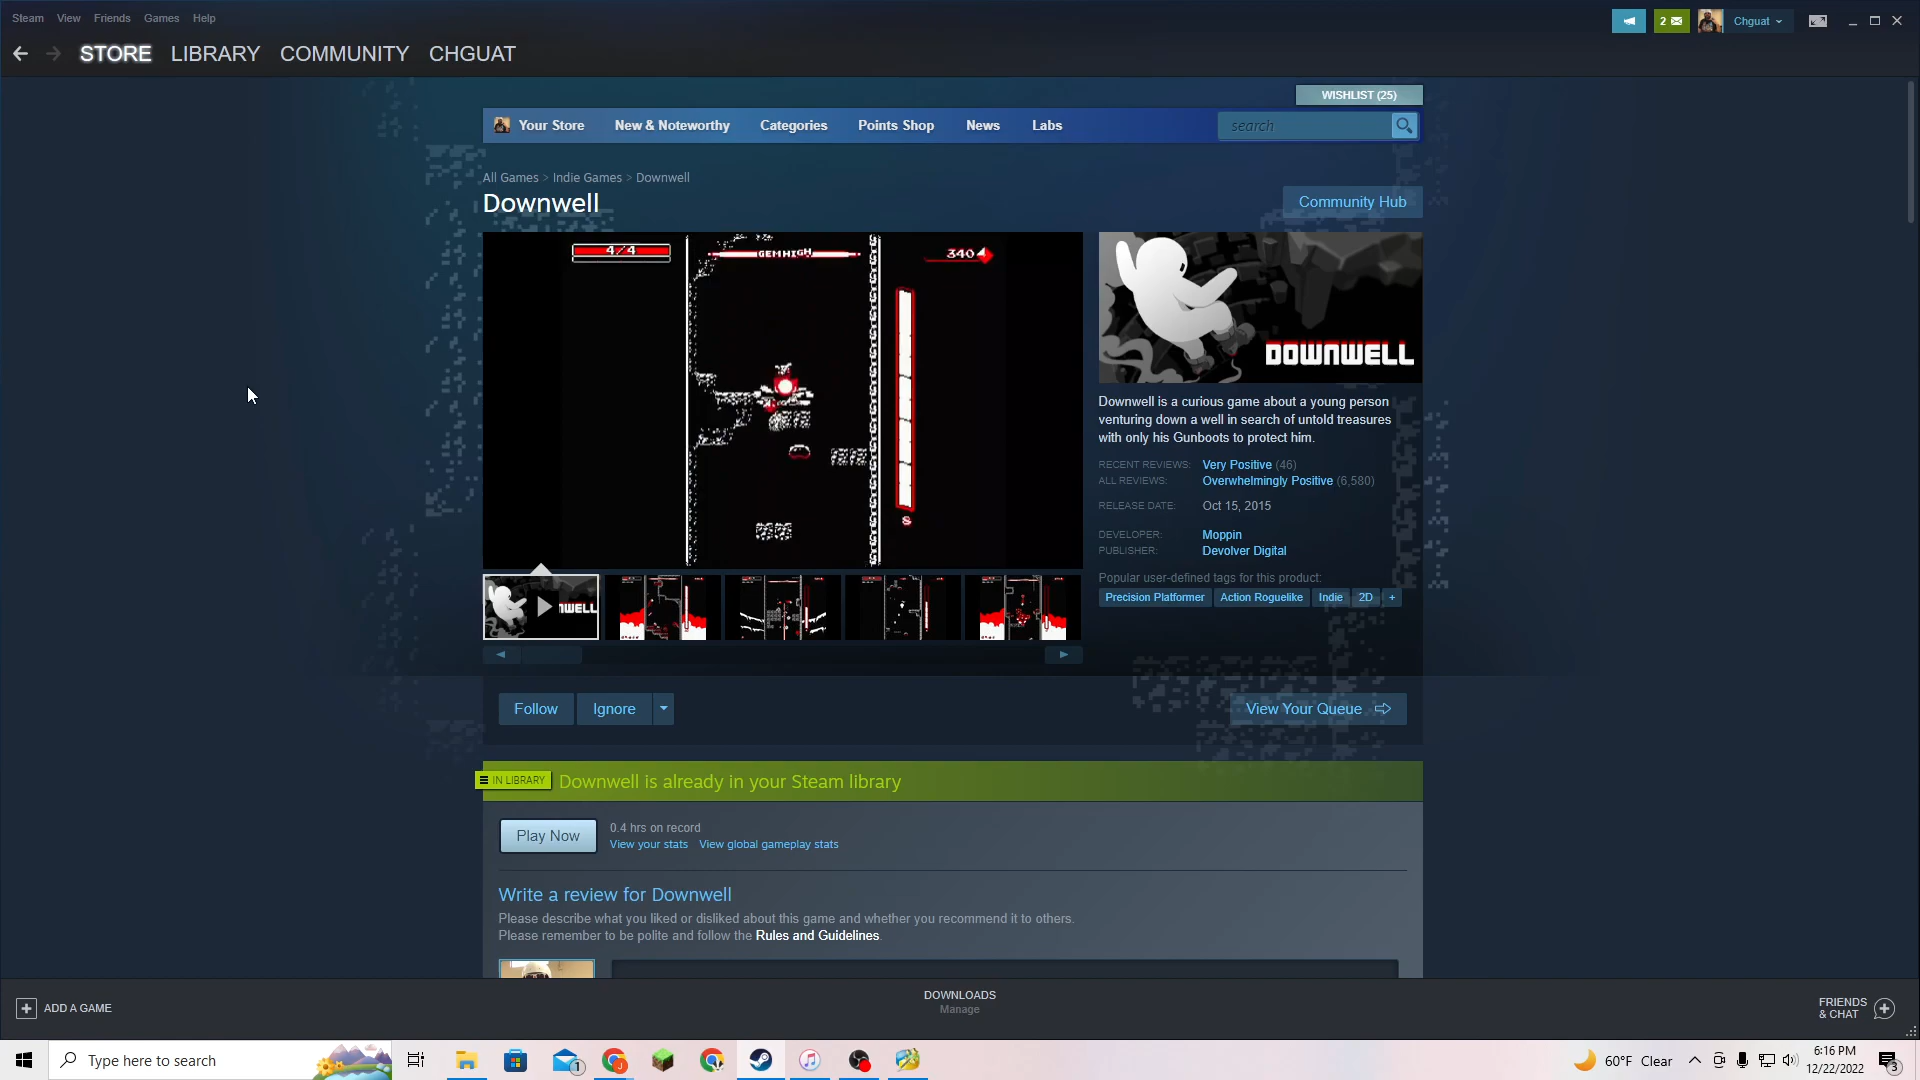 Steam View Friends Games Help
2 Chguat
STORE LIBRARY COMMUNITY CHGUAT
WISHLIST (25)
Your Store New & Noteworthy Categories Points Shop News Labs search
All Games > Indie Games > Downwell
Downwell
Community Hub
4/4 GEMHIGH 340
8
DOWNWELL
Downwell is a curious game about a young person
venturing down a well in search of untold treasures
with only his Gunboots to protect him.
RECENT REVIEWS: Very Positive (46)
ALL REVIEWS: Overwhelmingly Positive (6,580)
RELEASE DATE: Oct 15, 2015
DEVELOPER: Moppin
PUBLISHER: Devolver Digital
Popular user-defined tags for this product:
Precision Platformer Action Roguelike Indie 2D +
Follow Ignore View Your Queue
IN LIBRARY Downwell is already in your Steam library
Play Now
0.4 hrs on record
View your stats View global gameplay stats
Write a review for Downwell
Please describe what you liked or disliked about this game and whether you recommend it to others.
Please remember to be polite and follow the Rules and Guidelines.
+ ADD A GAME
DOWNLOADS
Manage
FRIENDS
& CHAT
Type here to search
1
60°F Clear
6:16 PM
12/22/2022
3